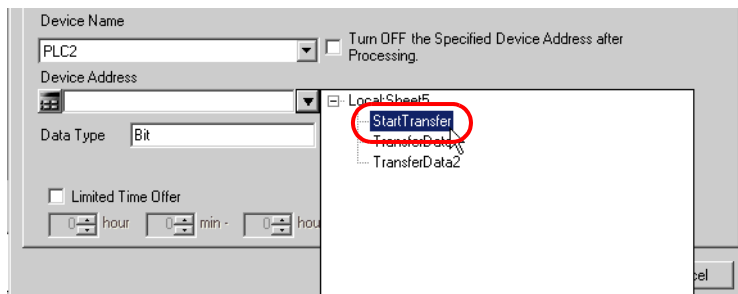 Device Name
PLC2
Turn OFF the Specified Device Address after
Processing.
Device Address
Local:Sheet5
StartTransfer
TransferData1
TransferData2
Data Type Bit
Limited Time Offer
0 hour 0 min - 0 hou
cel